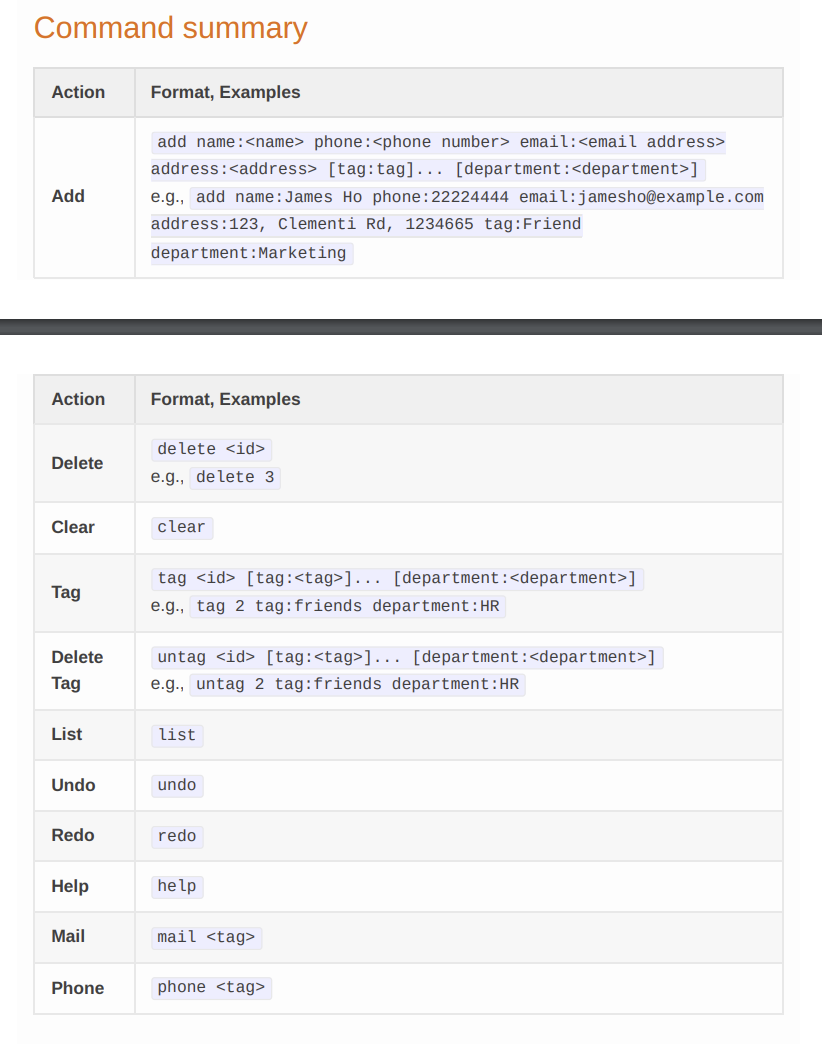 Command summary
Action Format, Examples
Add
add name:<name> phone:<phone number> email:<email address>
address:<address> [tag:tag]... [department:<department>]
e.g., add name:James Ho phone:22224444 email:jamesho@example.com
address:123, Clementi Rd, 1234665 tag:Friend
department:Marketing
Action Format, Examples
Delete
delete <id>
e.g., delete 3
Clear clear
Tag
tag <id> [tag:<tag>]... [department:<department>]
e.g., tag 2 tag:friends department:HR
Delete
Tag
untag <id> [tag:<tag>]... [department:<department>]
e.g., untag 2 tag:friends department:HR
List list
Undo undo
Redo redo
Help help
Mail mail <tag>
Phone phone <tag>